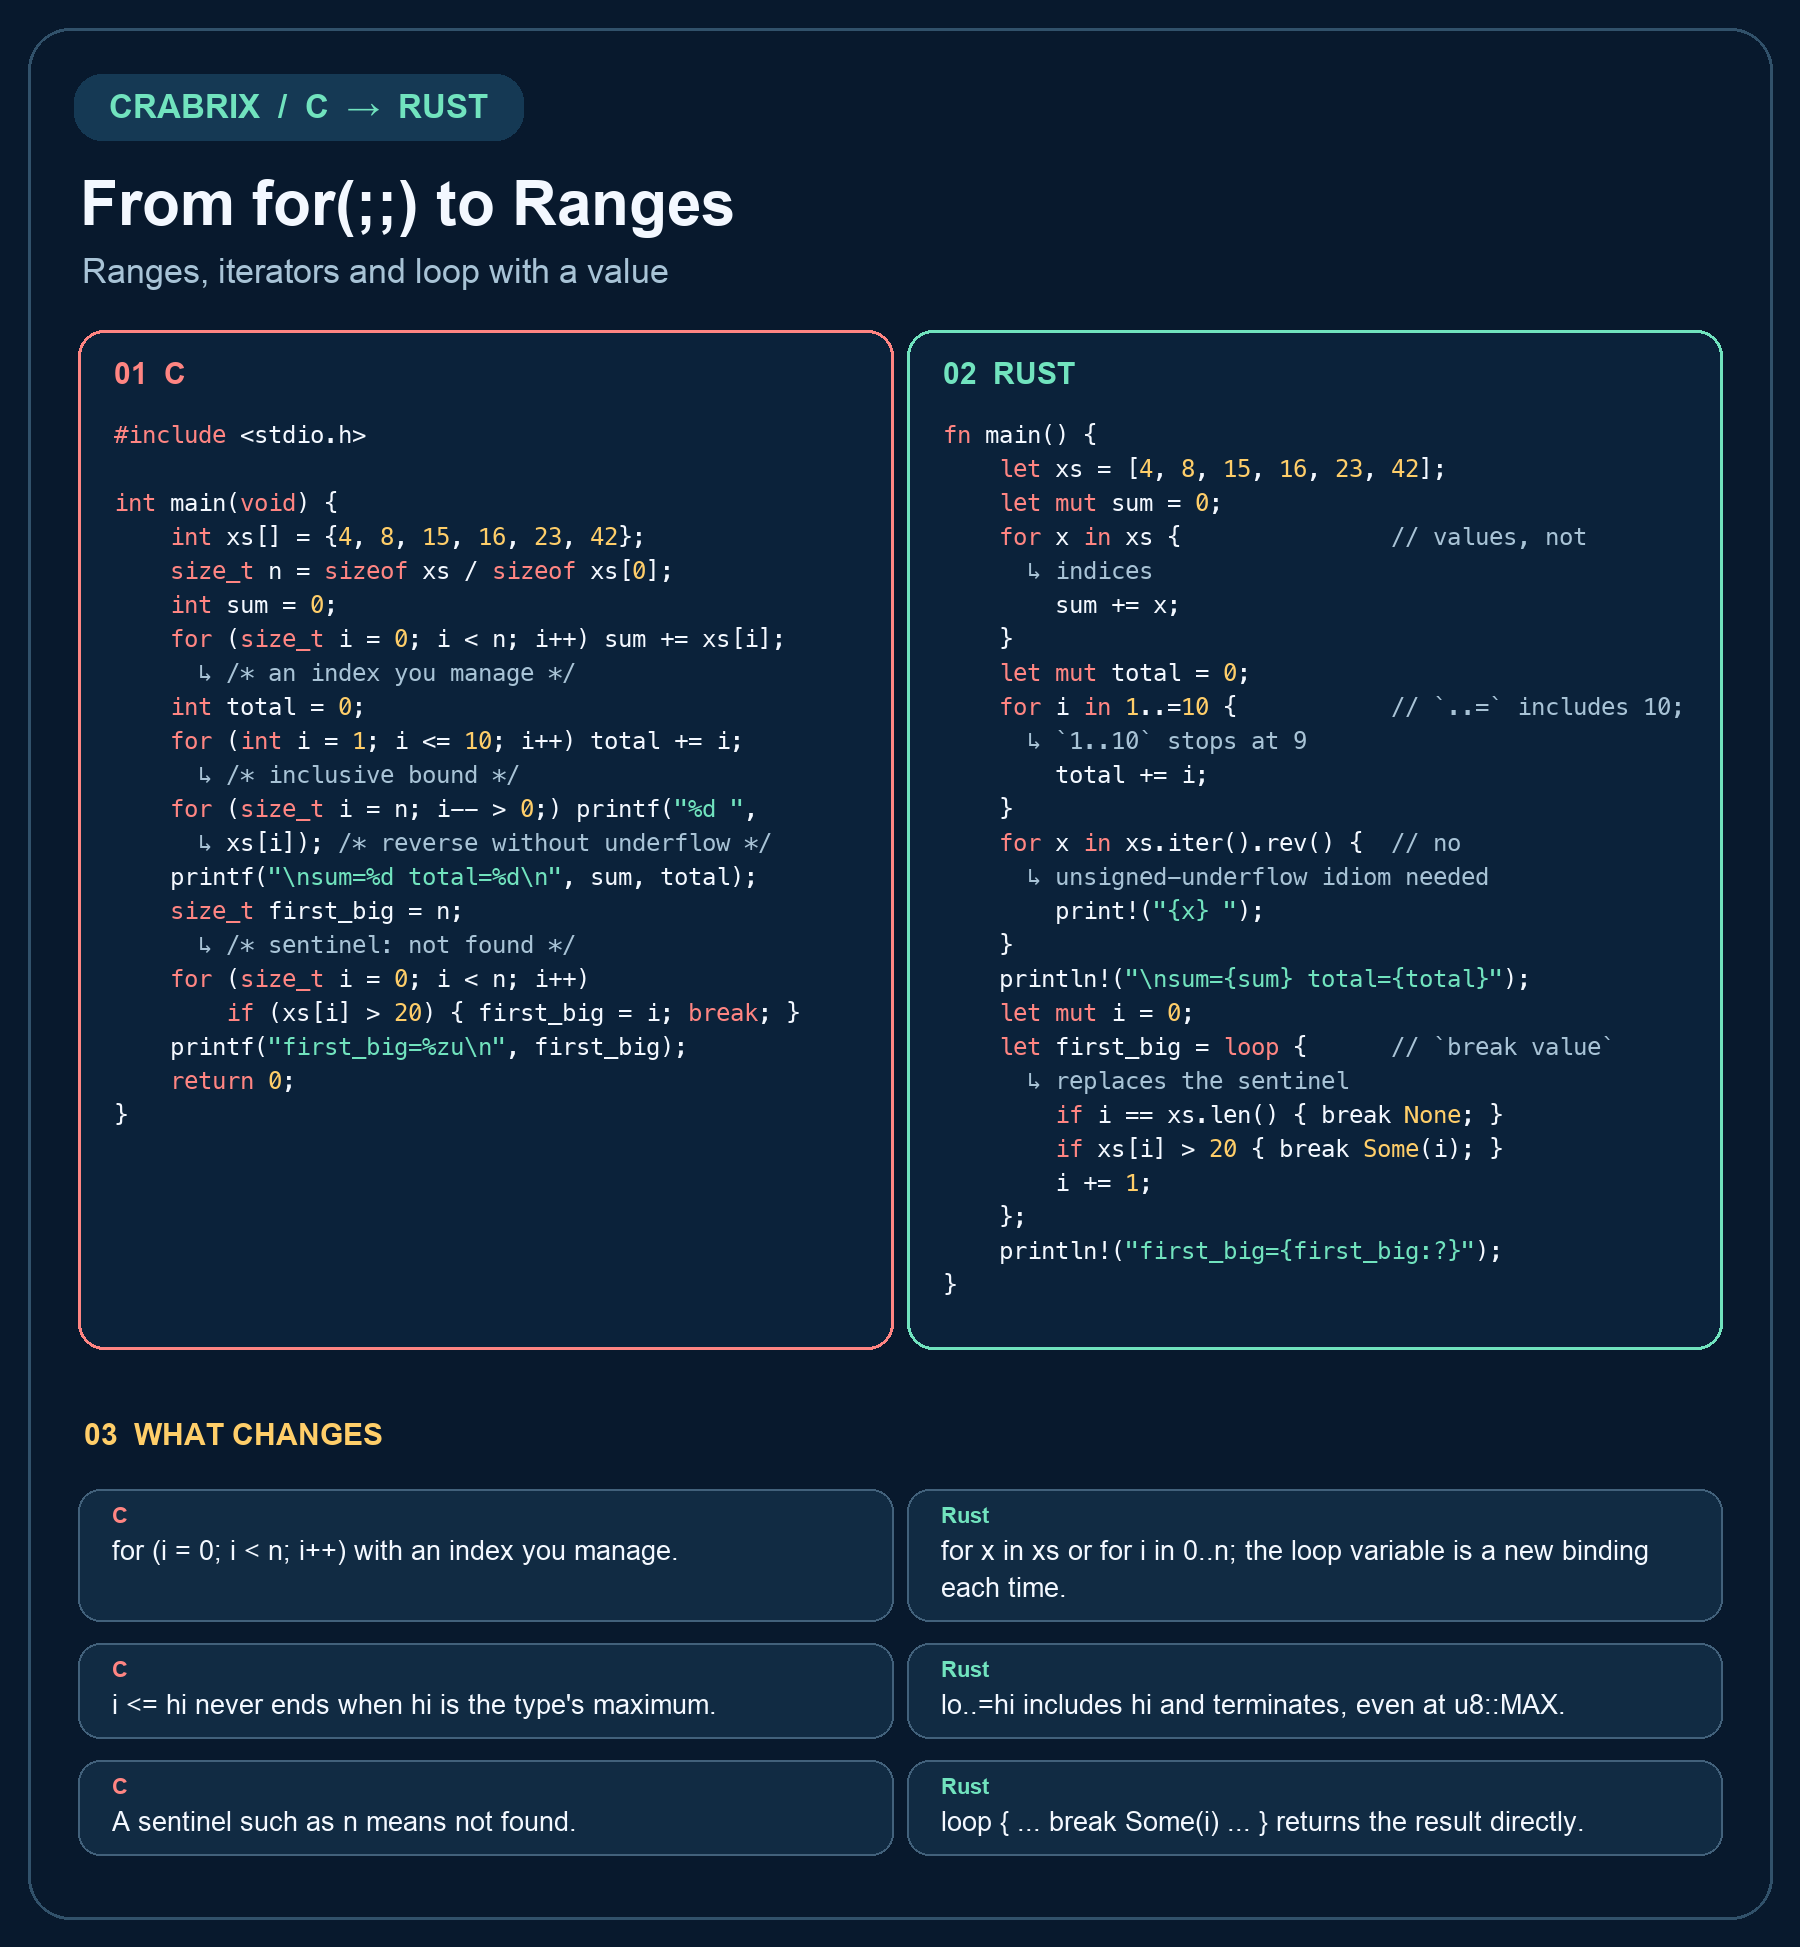 CRABRIX / C → RUST
From for(;;) to Ranges
Ranges, iterators and loop with a value
01 C
#include <stdio.h>
int main(void) {
    int xs[] = {4, 8, 15, 16, 23, 42};
    size_t n = sizeof xs / sizeof xs[0];
    int sum = 0;
    for (size_t i = 0; i < n; i++) sum += xs[i];
      ↳ /* an index you manage */
    int total = 0;
    for (int i = 1; i <= 10; i++) total += i;
      ↳ /* inclusive bound */
    for (size_t i = n; i-- > 0;) printf("%d ",
      ↳ xs[i]); /* reverse without underflow */
    printf("\nsum=%d total=%d\n", sum, total);
    size_t first_big = n;
      ↳ /* sentinel: not found */
    for (size_t i = 0; i < n; i++)
        if (xs[i] > 20) { first_big = i; break; }
    printf("first_big=%zu\n", first_big);
    return 0;
}
02 RUST
fn main() {
    let xs = [4, 8, 15, 16, 23, 42];
    let mut sum = 0;
    for x in xs {               // values, not
      ↳ indices
        sum += x;
    }
    let mut total = 0;
    for i in 1..=10 {           // `..=` includes 10;
      ↳ `1..10` stops at 9
        total += i;
    }
    for x in xs.iter().rev() {  // no
      ↳ unsigned-underflow idiom needed
        print!("{x} ");
    }
    println!("\nsum={sum} total={total}");
    let mut i = 0;
    let first_big = loop {      // `break value`
      ↳ replaces the sentinel
        if i == xs.len() { break None; }
        if xs[i] > 20 { break Some(i); }
        i += 1;
    };
    println!("first_big={first_big:?}");
}
03 WHAT CHANGES
C
for (i = 0; i < n; i++) with an index you manage.
Rust
for x in xs or for i in 0..n; the loop variable is a new binding
each time.
C
i <= hi never ends when hi is the type's maximum.
Rust
lo..=hi includes hi and terminates, even at u8::MAX.
C
A sentinel such as n means not found.
Rust
loop { ... break Some(i) ... } returns the result directly.